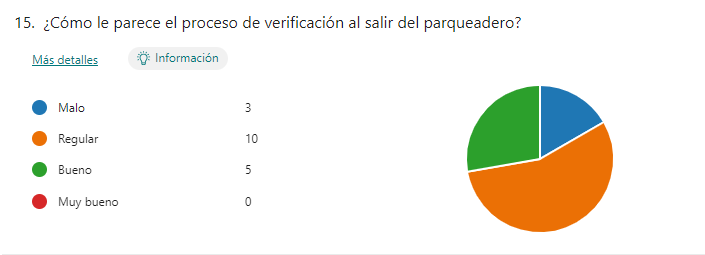 15. ¿Cómo le parece el proceso de verificación al salir del parqueadero?
Más detalles Información
Malo 3
Regular 10
Bueno 5
Muy bueno 0